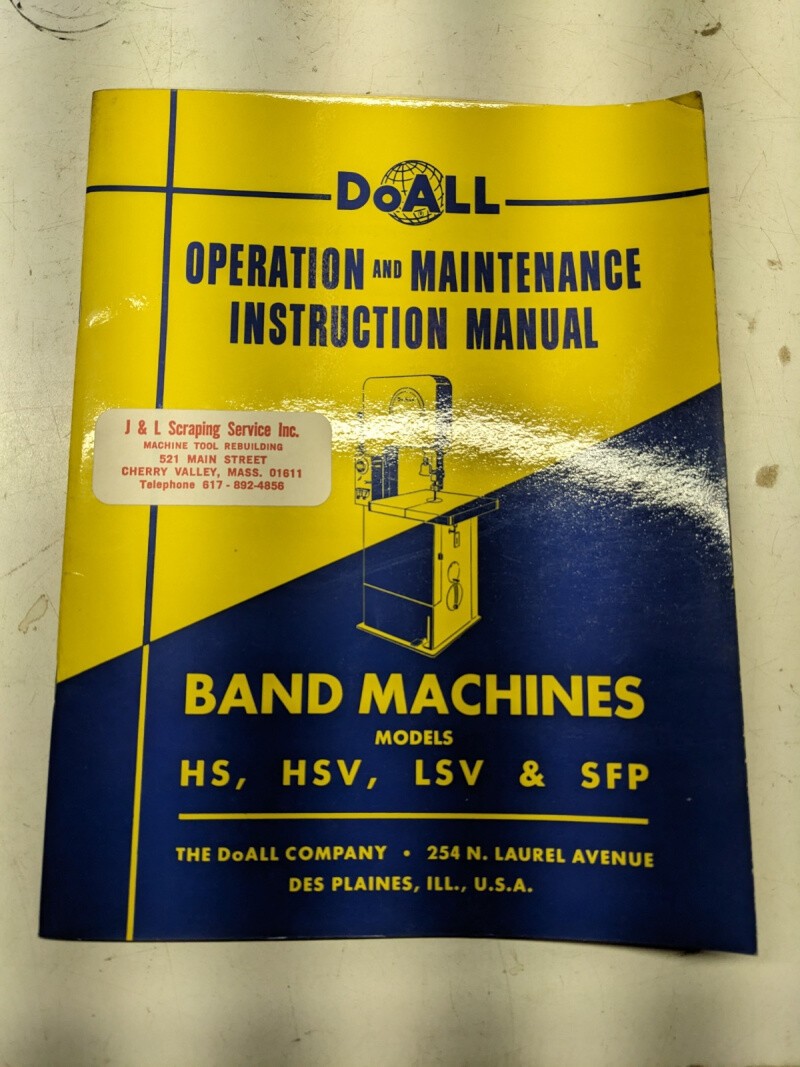 DoALL
OPERATION AND MAINTENANCE
INSTRUCTION MANUAL
J & L Scraping Service Inc.
MACHINE TOOL REBUILDING
521 MAIN STREET
CHERRY VALLEY, MASS. 01611
Telephone 617 - 892-4856
BAND MACHINES
MODELS
HS, HSV, LSV & SFP
THE DoALL COMPANY • 254 N. LAUREL AVENUE
DES PLAINES, ILL., U.S.A.